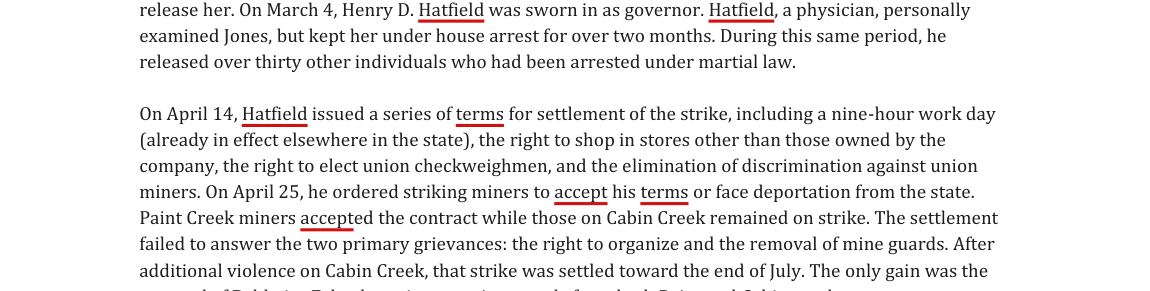 release her. On March 4, Henry D. Hatfield was sworn in as governor. Hatfield, a physician, personally
examined Jones, but kept her under house arrest for over two months. During this same period, he
released over thirty other individuals who had been arrested under martial law.
On April 14, Hatfield issued a series of terms for settlement of the strike, including a nine-hour work day
(already in effect elsewhere in the state), the right to shop in stores other than those owned by the
company, the right to elect union checkweighmen, and the elimination of discrimination against union
miners. On April 25, he ordered striking miners to accept his terms or face deportation from the state.
Paint Creek miners accepted the contract while those on Cabin Creek remained on strike. The settlement
failed to answer the two primary grievances: the right to organize and the removal of mine guards. After
additional violence on Cabin Creek, that strike was settled toward the end of July. The only gain was the